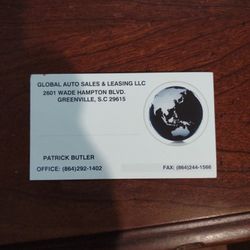 GLOBAL AUTO SALES & LEASING LLC
2601 WADE HAMPTON BLVD.
GREENVILLE, S.C 29615
PATRICK BUTLER
OFFICE: (864)292-1402
FAX: (864)244-1566